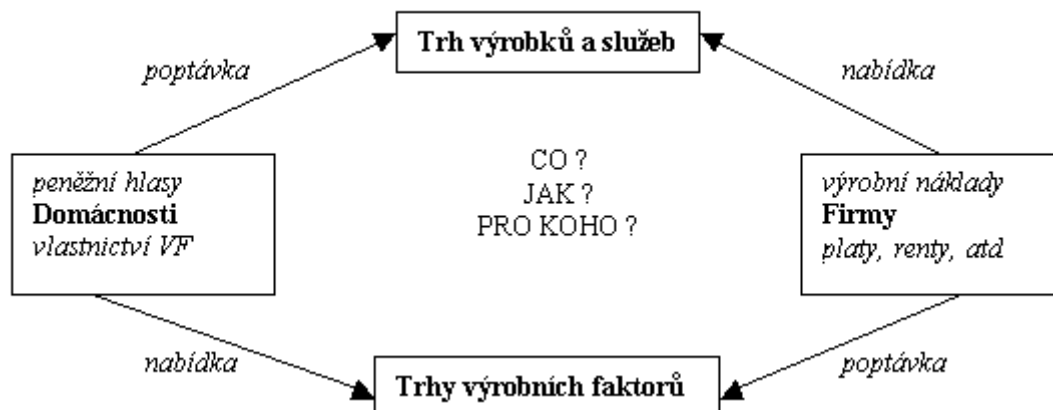 Trh výrobků a služeb
poptávka
nabídka
peněžní hlasy
Domácnosti
vlastnictví VF
CO ?
JAK ?
PRO KOHO ?
výrobní náklady
Firmy
platy, renty, atd
nabídka
poptávka
Trhy výrobních faktorů